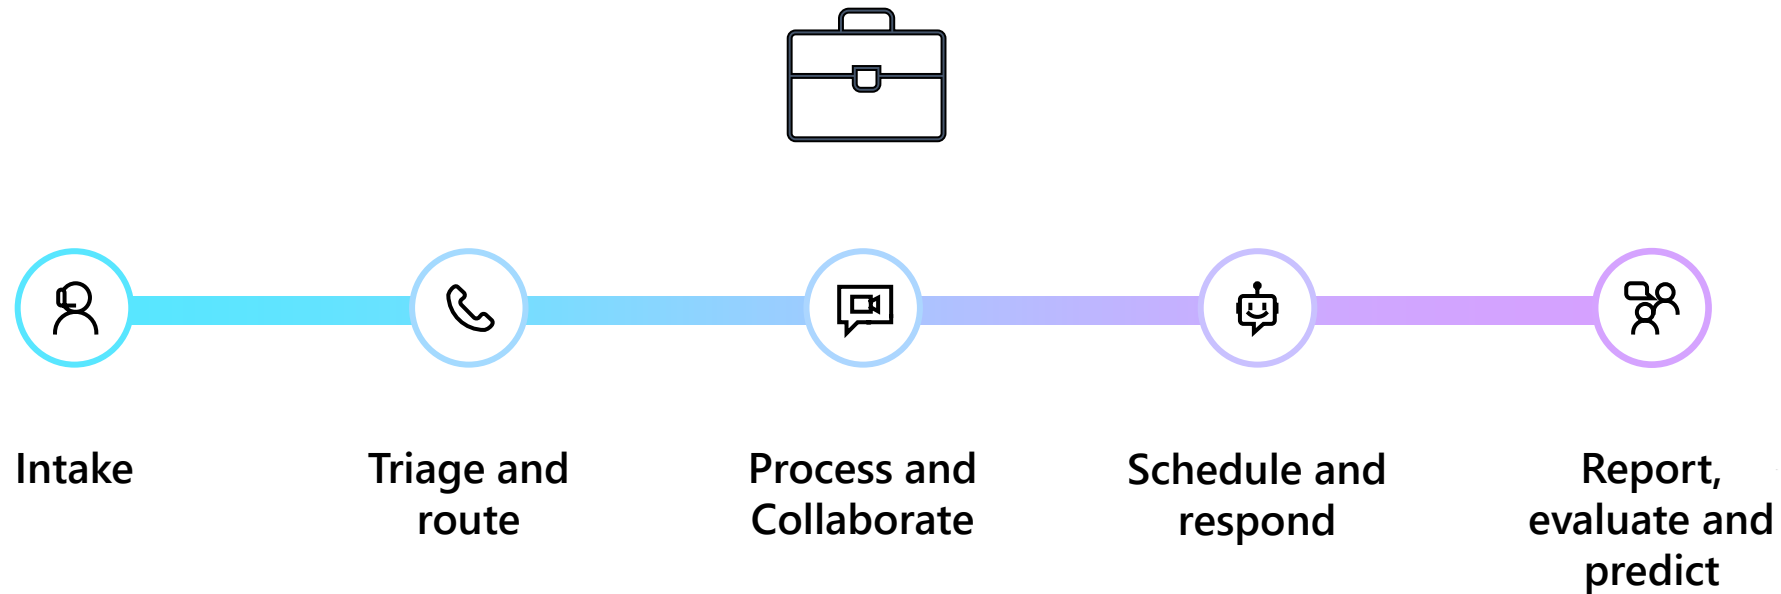 Intake
Triage and
route
Process and
Collaborate
Schedule and
respond
Report,
evaluate and
predict